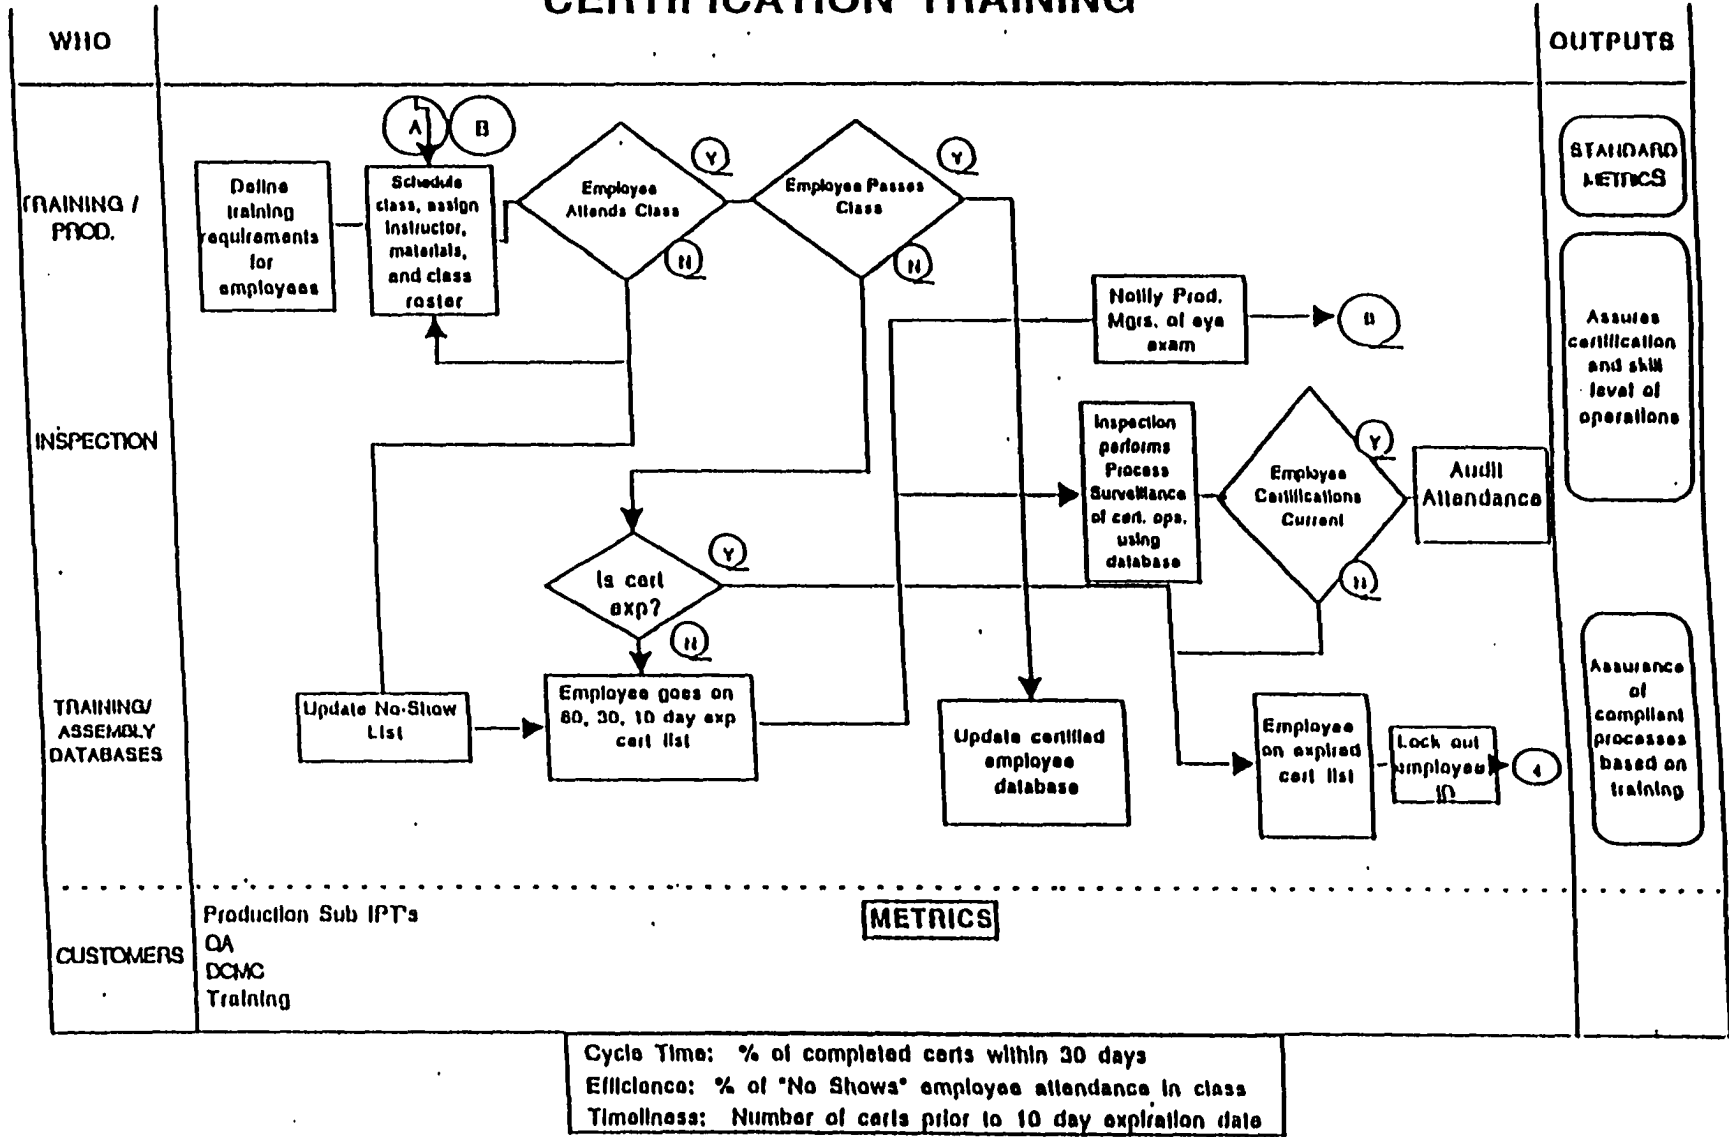 CERTIFICATION TRAINING
WHO
OUTPUTS
TRAINING /
PROD.
INSPECTION
TRAINING/
ASSEMBLY
DATABASES
CUSTOMERS
A
B
Define
training
requirements
for
employees
Schedule
class, assign
instructor,
materials,
and class
roster
Employee
Attends Class
Y
N
Employee Passes
Class
Y
N
Notify Prod.
Mgrs. of eye
exam
B
Inspection
performs
Process
Surveillance
of cert. ops.
using
database
Employee
Certifications
Current
Y
N
Audit
Attendance
Is cert
exp?
Y
N
Update No-Show
List
Employee goes on
60, 30, 10 day exp
cert list
Update certified
employee
database
Employee
on expired
cert list
Lock out
employee
ID
4
STANDARD
METRICS
Assures
certification
and skill
level of
operations
Assurance
of
compliant
processes
based on
training
Production Sub IPT's
QA
DCMC
Training
METRICS
Cycle Time: % of completed certs within 30 days
Efficience: % of "No Shows" employee attendance in class
Timeliness: Number of certs prior to 10 day expiration date